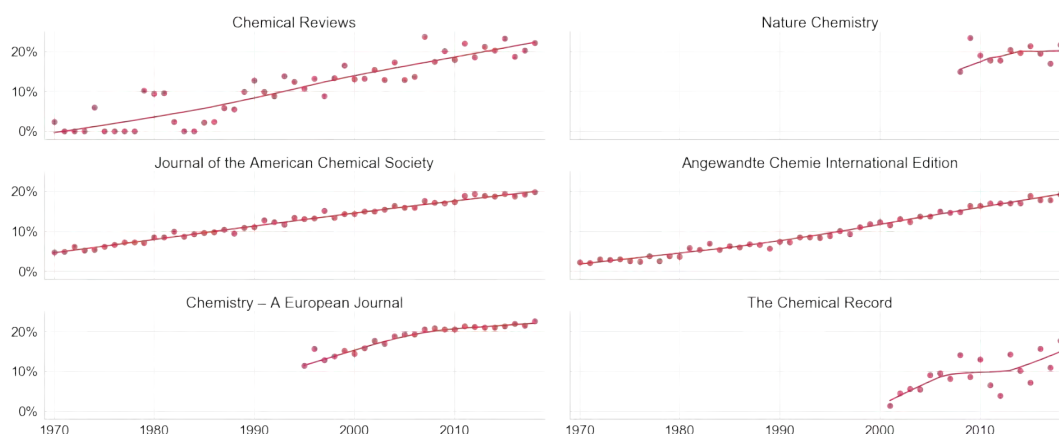 Chemical Reviews
Nature Chemistry
20%
10%
0%
Journal of the American Chemical Society
Angewandte Chemie International Edition
20%
10%
0%
Chemistry – A European Journal
The Chemical Record
20%
10%
0%
1970 1980 1990 2000 2010 1970 1980 1990 2000 2010